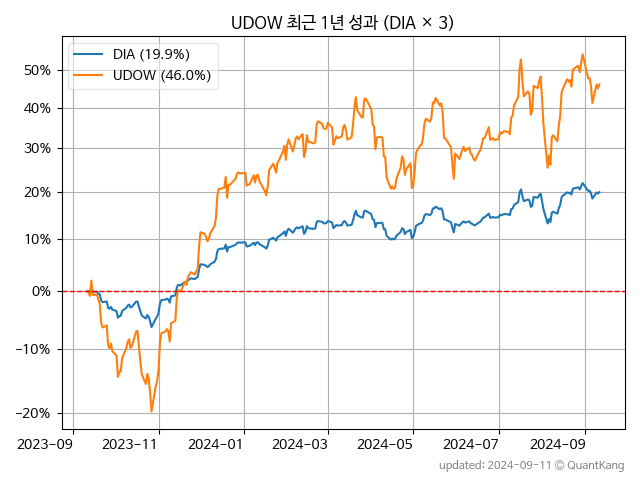 UDOW 최근 1년 성과 (DIA × 3)
DIA (19.9%)
UDOW (46.0%)
50%
40%
30%
20%
10%
0%
−10%
−20%
2023-09 2023-11 2024-01 2024-03 2024-05 2024-07 2024-09
updated: 2024-09-11 © QuantKang